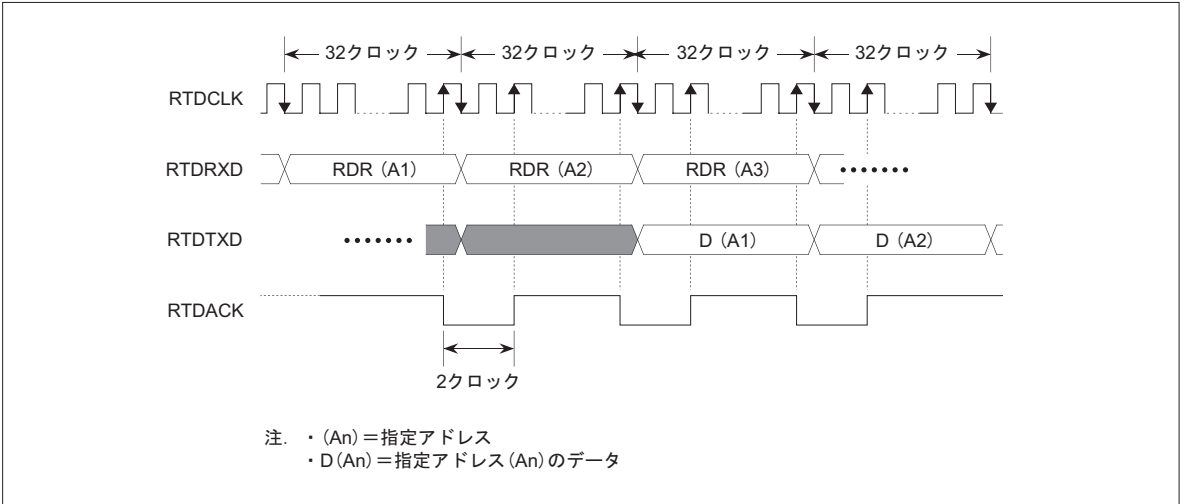 32クロック 32クロック 32クロック 32クロック
RTDCLK
RTDRXD RDR (A1) RDR (A2) RDR (A3) •••••••
RTDTXD ••••••• D (A1) D (A2)
RTDACK
2クロック
注. ・(An)＝指定アドレス
・D(An)＝指定アドレス(An)のデータ